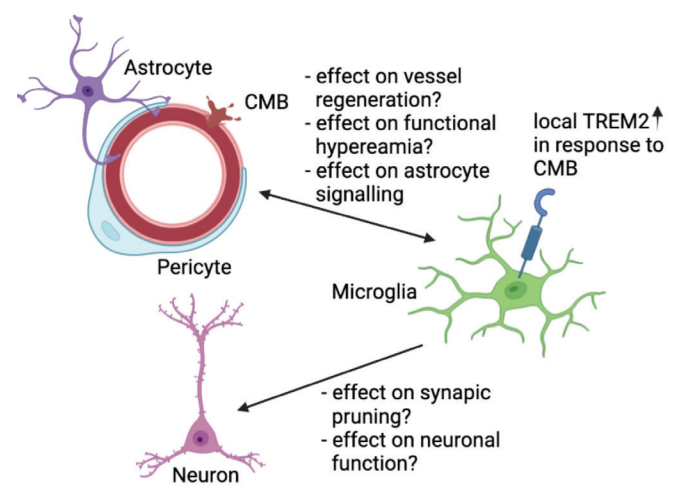 Astrocyte
CMB
- effect on vessel
regeneration?
- effect on functional
hypereamia?
- effect on astrocyte
signalling
local TREM2
in response to
CMB
Pericyte
Microglia
- effect on synapic
pruning?
- effect on neuronal
function?
Neuron